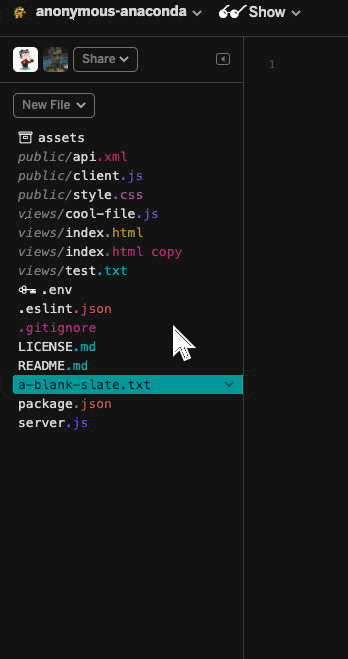 anonymous-anaconda
Show
Share
1
New File
assets
public/api.xml
public/client.js
public/style.css
views/cool-file.js
views/index.html
views/index.html copy
views/test.txt
.env
.eslint.json
.gitignore
LICENSE.md
README.md
a-blank-slate.txt
package.json
server.js